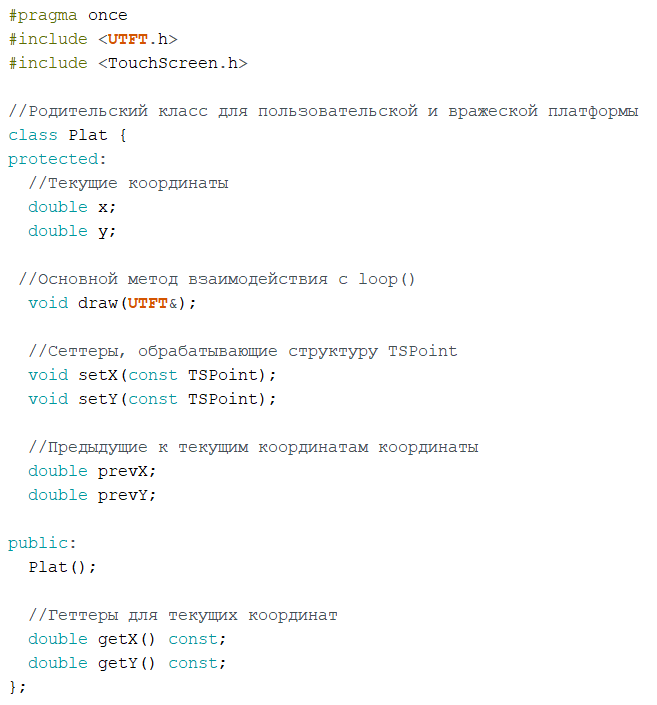 #pragma once
#include <UTFT.h>
#include <TouchScreen.h>
//Родительский класс для пользовательской и вражеской платформы
class Plat {
protected:
//Текущие координаты
double x;
double y;
//Основной метод взаимодействия с loop()
void draw(UTFT&);
//Сеттеры, обрабатывающие структуру TSPoint
void setX(const TSPoint);
void setY(const TSPoint);
//Предыдущие к текущим координатам координаты
double prevX;
double prevY;
public:
Plat();
//Геттеры для текущих координат
double getX() const;
double getY() const;
};